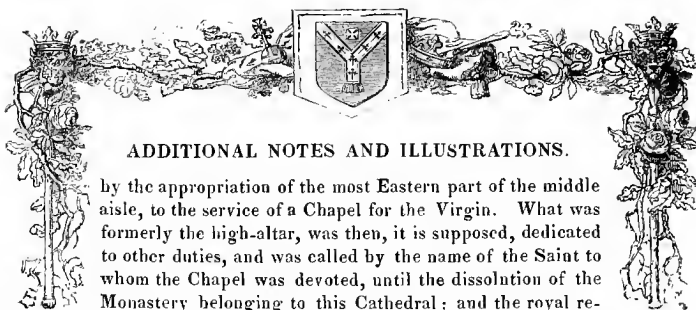 ADDITIONAL NOTES AND ILLUSTRATIONS.
by the appropriation of the most Eastern part of the middle
aisle, to the service of a Chapel for the Virgin. What was
formerly the high-altar, was then, it is supposed, dedicated
to other duties, and was called by the name of the Saint to
whom the Chapel was devoted, until the dissolution of the
Monastery belonging to this Cathedral; and the royal re-